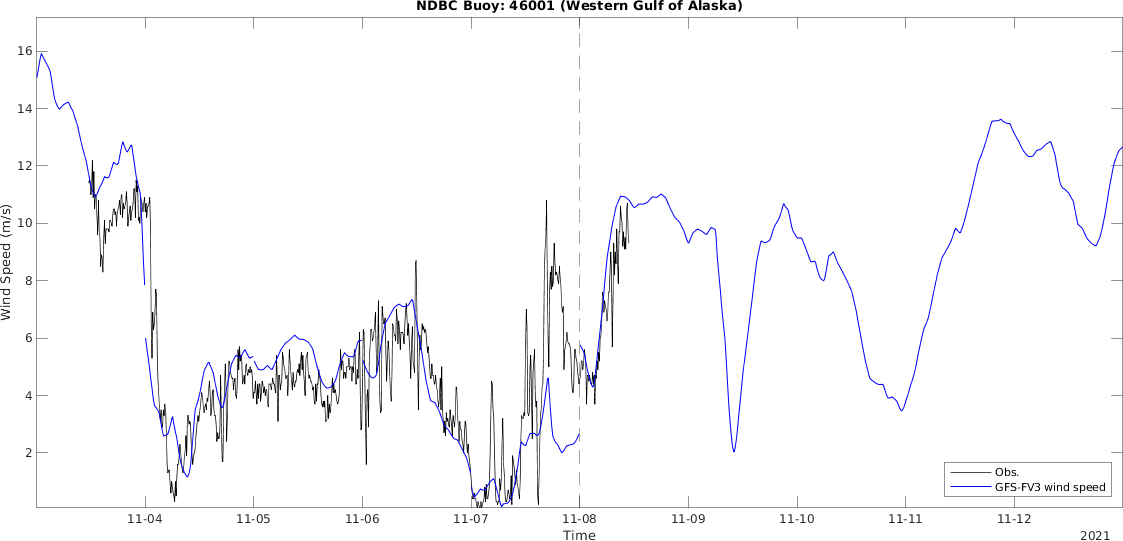 NDBC Buoy: 46001 (Western Gulf of Alaska)
16
14
12
10
8
6
4
2
Wind Speed (m/s)
Obs.
GFS-FV3 wind speed
11-04 11-05 11-06 11-07 11-08 11-09 11-10 11-11 11-12
Time
2021